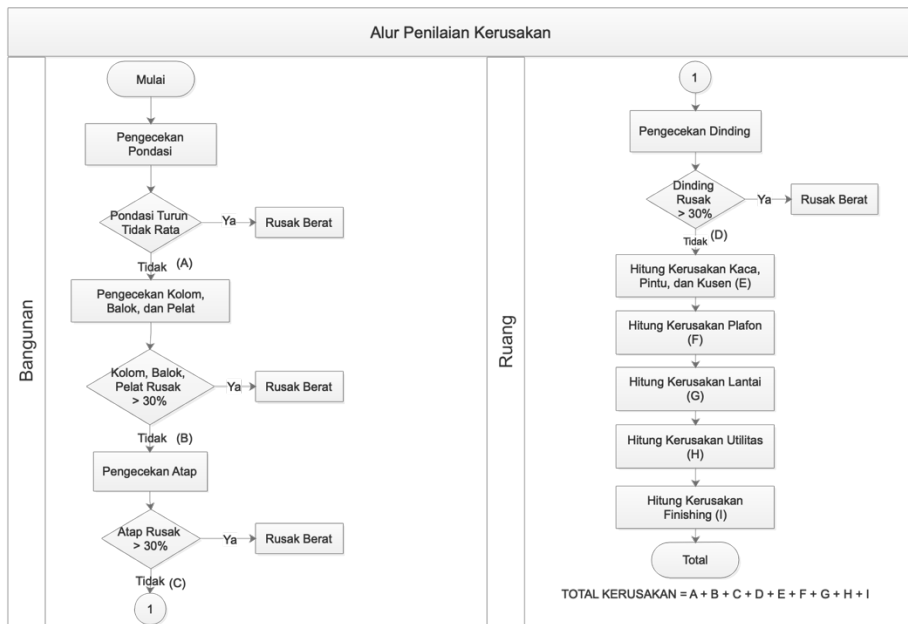 Alur Penilaian Kerusakan
Bangunan
Mulai
Pengecekan
Pondasi
Pondasi Turun
Tidak Rata
Ya
Rusak Berat
Tidak (A)
Pengecekan Kolom,
Balok, dan Pelat
Kolom, Balok,
Pelat Rusak
> 30%
Ya
Rusak Berat
Tidak (B)
Pengecekan Atap
Atap Rusak
> 30%
Ya
Rusak Berat
Tidak (C)
1
Ruang
1
Pengecekan Dinding
Dinding
Rusak
> 30%
Ya
Rusak Berat
Tidak (D)
Hitung Kerusakan Kaca,
Pintu, dan Kusen (E)
Hitung Kerusakan Plafon
(F)
Hitung Kerusakan Lantai
(G)
Hitung Kerusakan Utilitas
(H)
Hitung Kerusakan
Finishing (I)
Total
TOTAL KERUSAKAN = A + B + C + D + E + F + G + H + I